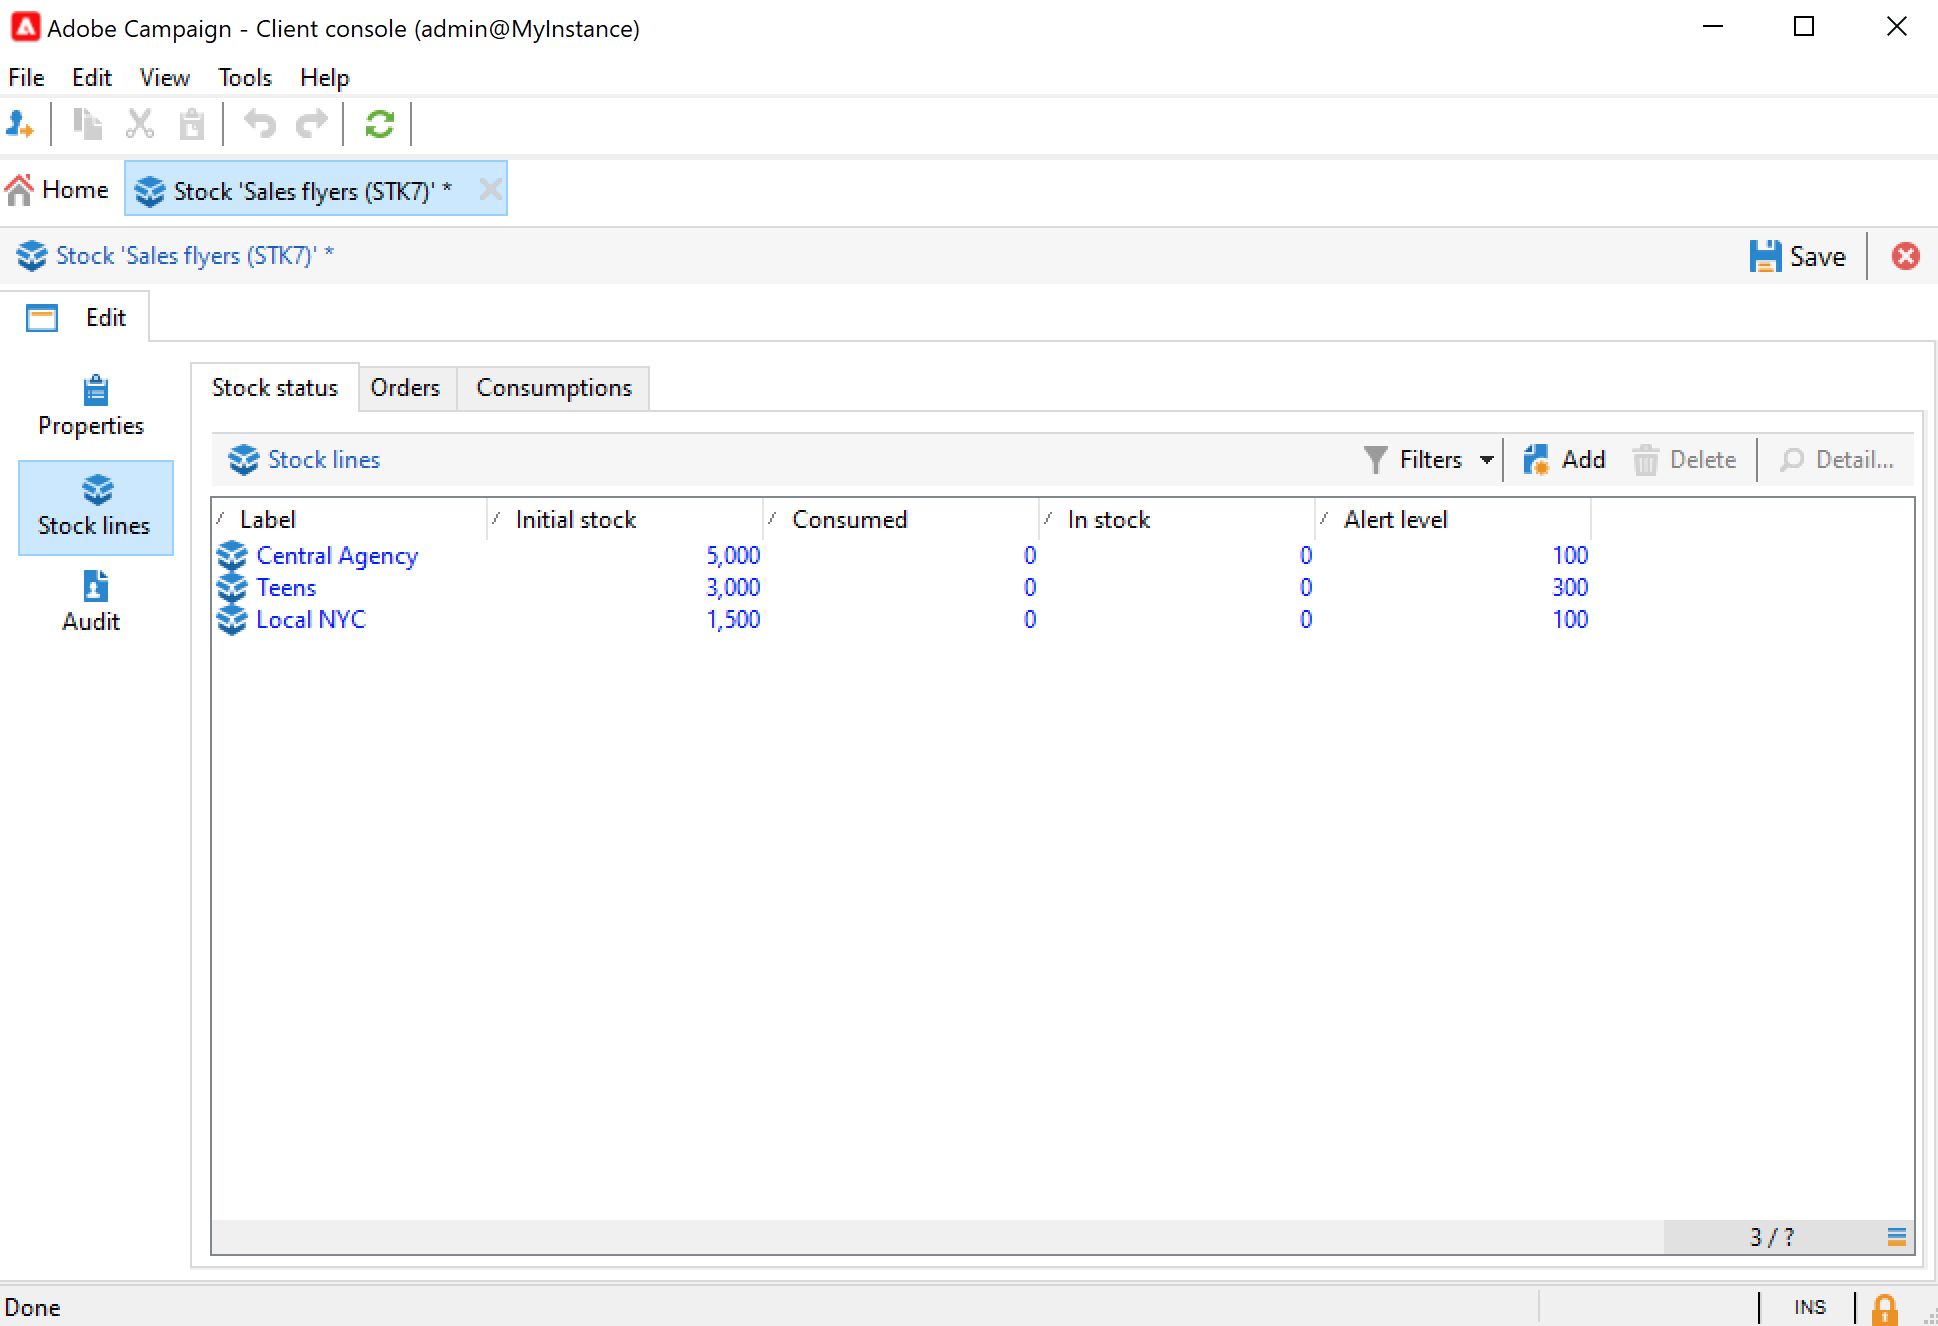 Adobe Campaign - Client console (admin@MyInstance)
File Edit View Tools Help
Home Stock 'Sales flyers (STK7)' *
Stock 'Sales flyers (STK7)' * Save
Edit
Properties
Stock lines
Audit
Stock status Orders Consumptions
Stock lines Filters Add Delete Detail...
Label Initial stock Consumed In stock Alert level
Central Agency 5,000 0 0 100
Teens 3,000 0 0 300
Local NYC 1,500 0 0 100
3 / ?
Done INS